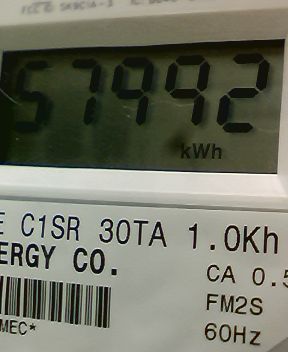 57992
kWh
E C1SR 30TA 1.0Kh
ERGY CO.
CA 0.5
FM2S
60Hz
MEC*